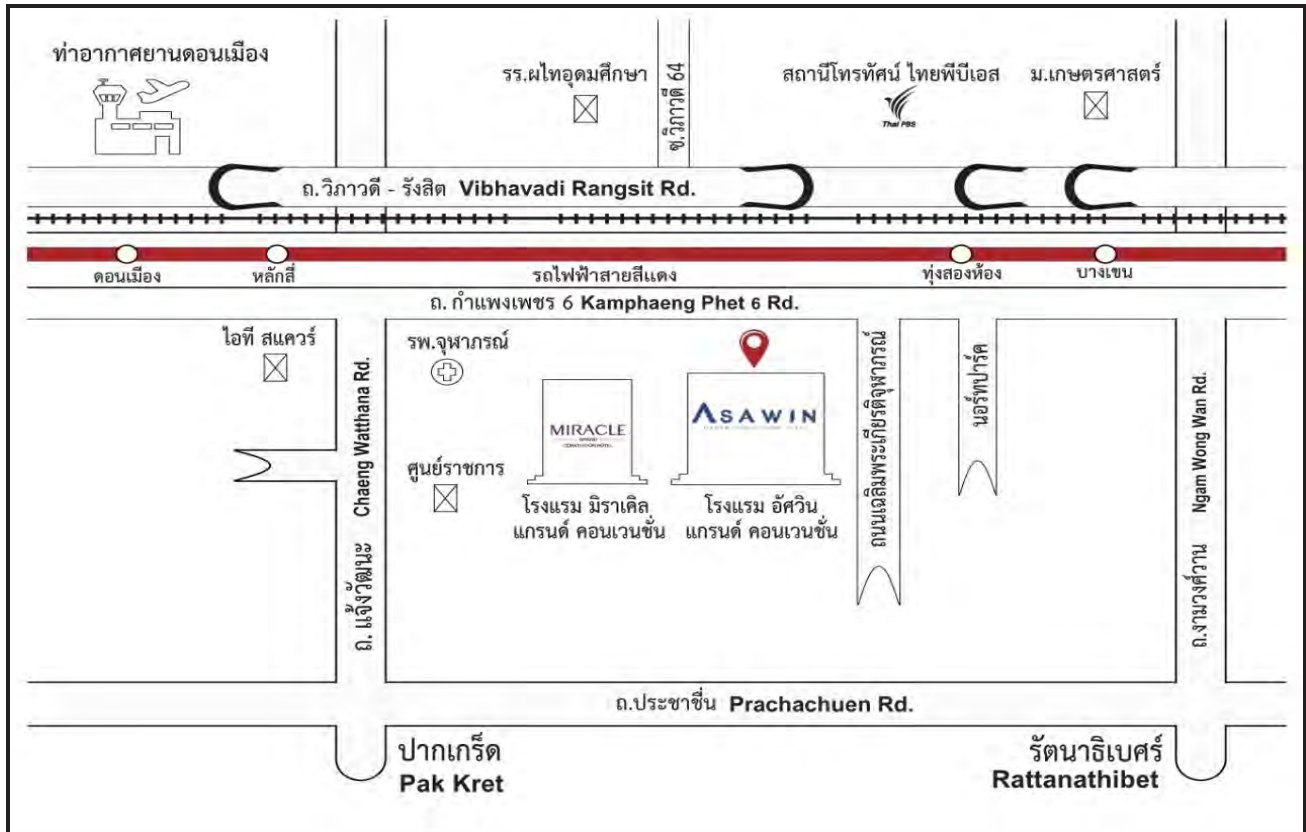 ท่าอากาศยานดอนเมือง
รร.ผไทอุดมศึกษา
ซ.วิภาวดี 64
สถานีโทรทัศน์ ไทยพีบีเอส
Thai PBS
ม.เกษตรศาสตร์
ถ.วิภาวดี - รังสิต Vibhavadi Rangsit Rd.
ดอนเมือง
หลักสี่
รถไฟฟ้าสายสีแดง
ทุ่งสองห้อง
บางเขน
ถ. กำแพงเพชร 6 Kamphaeng Phet 6 Rd.
ไอที สแควร์
ถ. แจ้งวัฒนะ Chaeng Watthana Rd.
รพ.จุฬาภรณ์
ศูนย์ราชการ
MIRACLE
โรงแรม มิราเคิล
แกรนด์ คอนเวนชั่น
ASAWIN
โรงแรม อัศวิน
แกรนด์ คอนเวนชั่น
ถนนเฉลิมพระเกียรติจุฬาภรณ์
นอร์ทปาร์ค
ถ.งามวงศ์วาน Ngam Wong Wan Rd.
ถ.ประชาชื่น Prachachuen Rd.
ปากเกร็ด
Pak Kret
รัตนาธิเบศร์
Rattanathibet